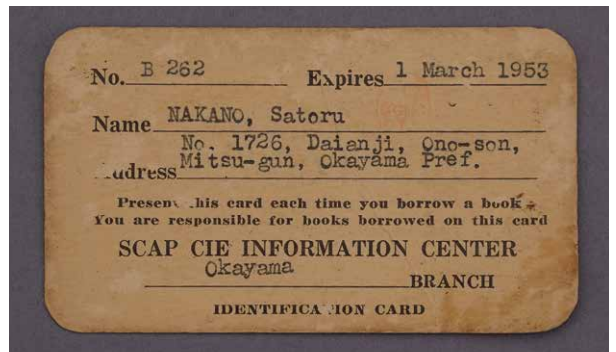 No. B 262 Expires 1 March 1953
Name NAKANO, Satoru
No. 1726, Daianji, Ono-son,
Address Mitsu-gun, Okayama Pref.
Present this card each time you borrow a book
You are responsible for books borrowed on this card
SCAP CIE INFORMATION CENTER
Okayama BRANCH
IDENTIFICATION CARD